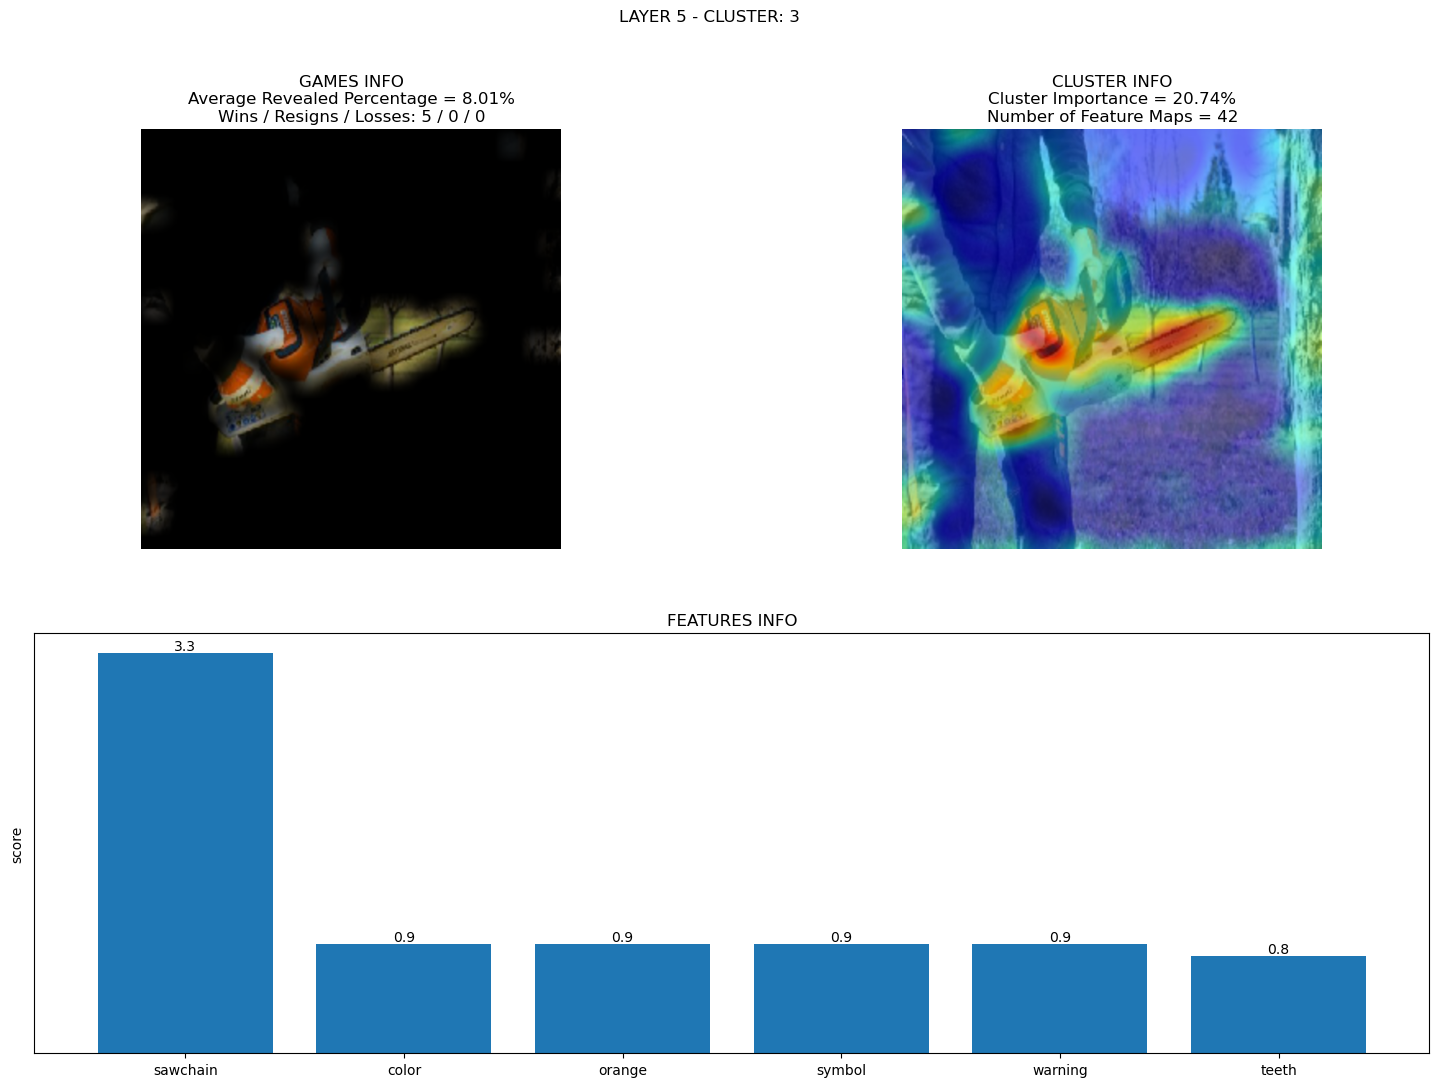 LAYER 5 - CLUSTER: 3
GAMES INFO
Average Revealed Percentage = 8.01%
Wins / Resigns / Losses: 5 / 0 / 0
CLUSTER INFO
Cluster Importance = 20.74%
Number of Feature Maps = 42
FEATURES INFO
score
3.3
0.9
0.9
0.9
0.9
0.8
sawchain
color
orange
symbol
warning
teeth